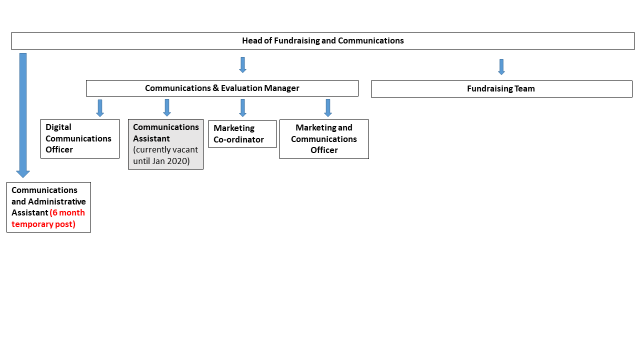 Head of Fundraising and Communications
Communications & Evaluation Manager
Fundraising Team
Digital
Communications
Officer
Communications
Assistant
(currently vacant
until Jan 2020)
Marketing
Co-ordinator
Marketing and
Communications
Officer
Communications
and Administrative
Assistant (6 month
temporary post)